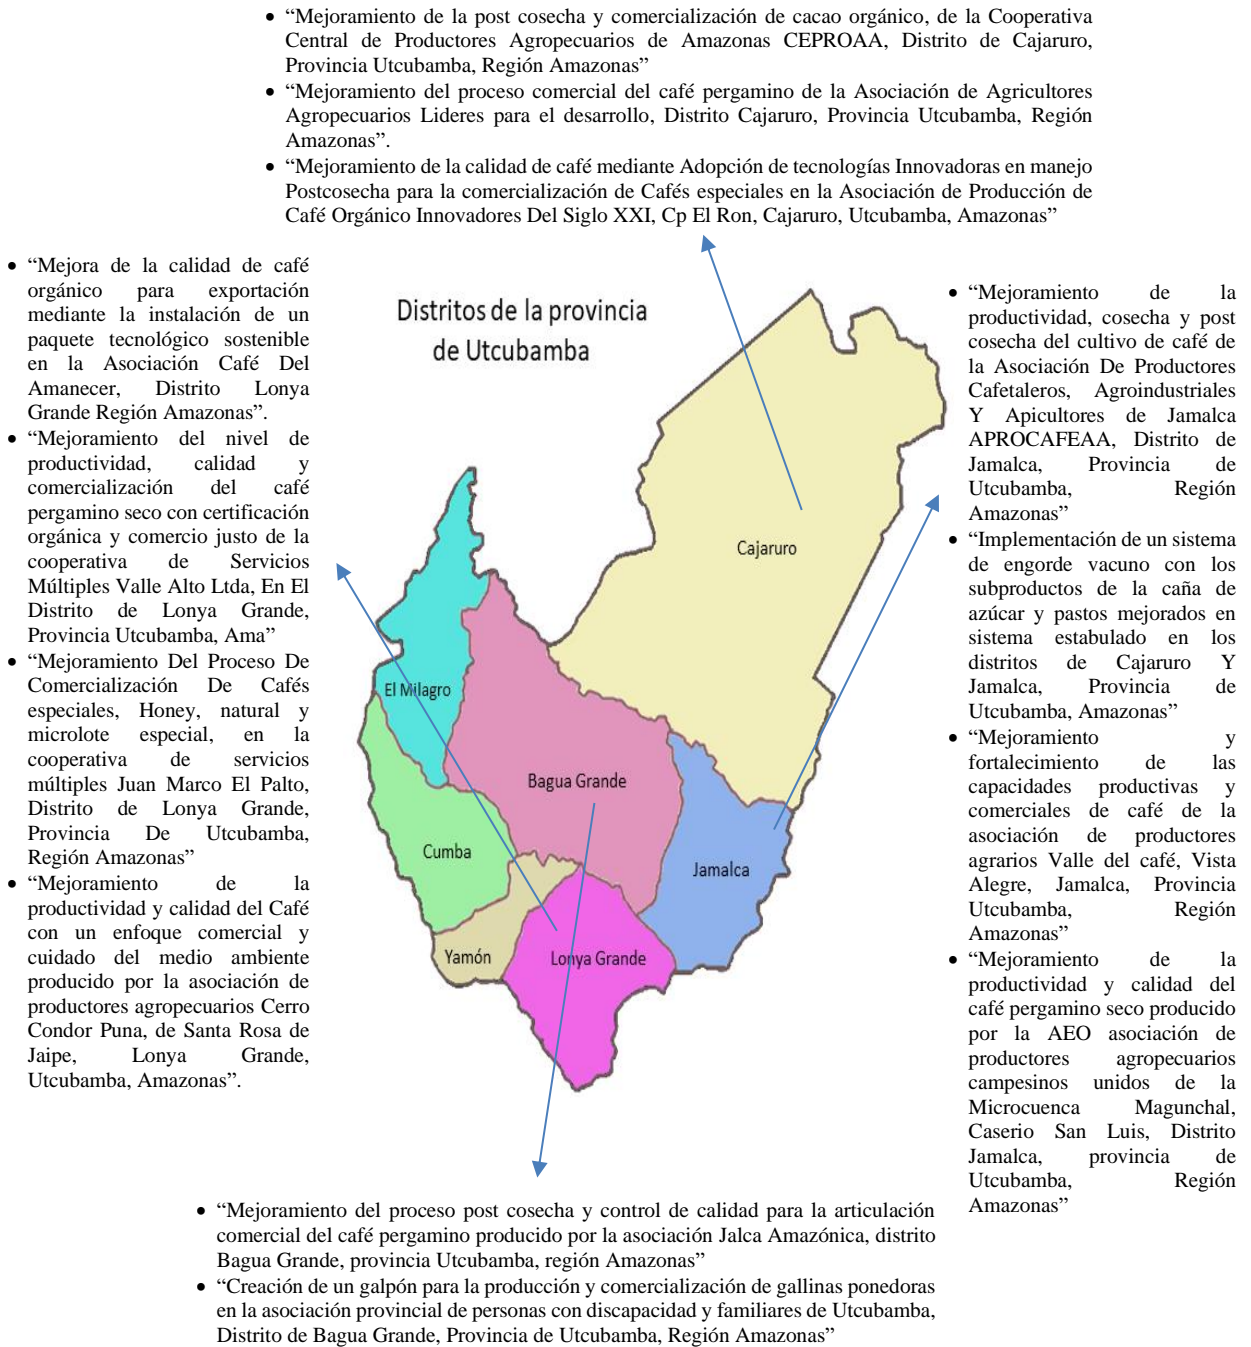 • “Mejoramiento de la post cosecha y comercialización de cacao orgánico, de la Cooperativa
Central de Productores Agropecuarios de Amazonas CEPROAA, Distrito de Cajaruro,
Provincia Utcubamba, Región Amazonas”
• “Mejoramiento del proceso comercial del café pergamino de la Asociación de Agricultores
Agropecuarios Lideres para el desarrollo, Distrito Cajaruro, Provincia Utcubamba, Región
Amazonas”.
• “Mejoramiento de la calidad de café mediante Adopción de tecnologías Innovadoras en manejo
Postcosecha para la comercialización de Cafés especiales en la Asociación de Producción de
Café Orgánico Innovadores Del Siglo XXI, Cp El Ron, Cajaruro, Utcubamba, Amazonas”
• “Mejora de la calidad de café
orgánico para exportación
mediante la instalación de un
paquete tecnológico sostenible
en la Asociación Café Del
Amanecer, Distrito Lonya
Grande Región Amazonas”.
• “Mejoramiento del nivel de
productividad, calidad y
comercialización del café
pergamino seco con certificación
orgánica y comercio justo de la
cooperativa de Servicios
Múltiples Valle Alto Ltda, En El
Distrito de Lonya Grande,
Provincia Utcubamba, Ama”
• “Mejoramiento Del Proceso De
Comercialización De Cafés
especiales, Honey, natural y
microlote especial, en la
cooperativa de servicios
múltiples Juan Marco El Palto,
Distrito de Lonya Grande,
Provincia De Utcubamba,
Región Amazonas”
• “Mejoramiento de la
productividad y calidad del Café
con un enfoque comercial y
cuidado del medio ambiente
producido por la asociación de
productores agropecuarios Cerro
Condor Puna, de Santa Rosa de
Jaipe, Lonya Grande,
Utcubamba, Amazonas”.
Distritos de la provincia
de Utcubamba
Cajaruro
El Milagro
Bagua Grande
Cumba
Jamalca
Yamón
Lonya Grande
• “Mejoramiento de la
productividad, cosecha y post
cosecha del cultivo de café de
la Asociación De Productores
Cafetaleros, Agroindustriales
Y Apicultores de Jamalca
APROCAFEAA, Distrito de
Jamalca, Provincia de
Utcubamba, Región
Amazonas”
• “Implementación de un sistema
de engorde vacuno con los
subproductos de la caña de
azúcar y pastos mejorados en
sistema estabulado en los
distritos de Cajaruro Y
Jamalca, Provincia de
Utcubamba, Amazonas”
• “Mejoramiento y
fortalecimiento de las
capacidades productivas y
comerciales de café de la
asociación de productores
agrarios Valle del café, Vista
Alegre, Jamalca, Provincia
Utcubamba, Región
Amazonas”
• “Mejoramiento de la
productividad y calidad del
café pergamino seco producido
por la AEO asociación de
productores agropecuarios
campesinos unidos de la
Microcuenca Magunchal,
Caserio San Luis, Distrito
Jamalca, provincia de
Utcubamba, Región
Amazonas”
• “Mejoramiento del proceso post cosecha y control de calidad para la articulación
comercial del café pergamino producido por la asociación Jalca Amazónica, distrito
Bagua Grande, provincia Utcubamba, región Amazonas”
• “Creación de un galpón para la producción y comercialización de gallinas ponedoras
en la asociación provincial de personas con discapacidad y familiares de Utcubamba,
Distrito de Bagua Grande, Provincia de Utcubamba, Región Amazonas”